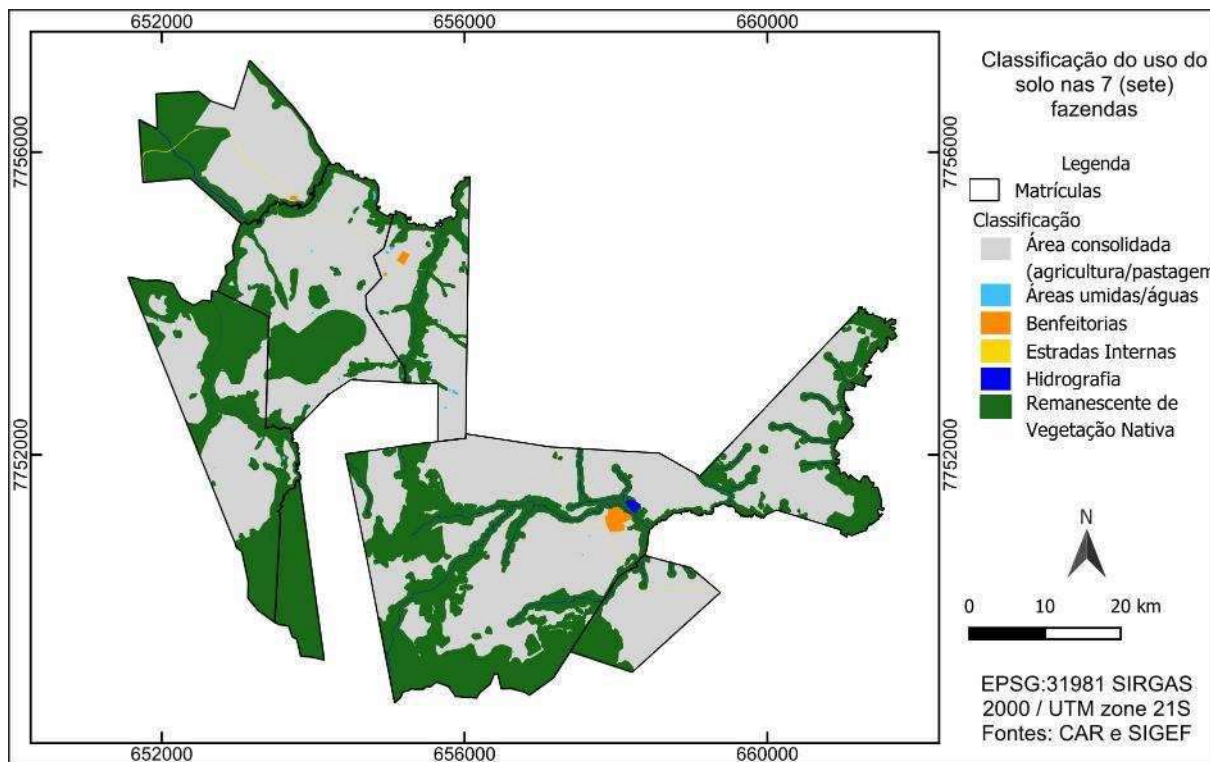 652000 656000 660000
7756000 7756000
7752000 7752000
652000 656000 660000
Classificação do uso do
solo nas 7 (sete)
fazendas
Legenda
Matrículas
Classificação
Área consolidada
(agricultura/pastagem
Áreas umidas/águas
Benfeitorias
Estradas Internas
Hidrografia
Remanescente de
Vegetação Nativa
N
0 10 20 km
EPSG:31981 SIRGAS
2000 / UTM zone 21S
Fontes: CAR e SIGEF